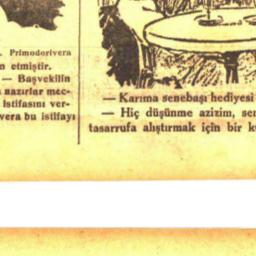 . Primodorivera
n etmiştir.
— Başvekilin
nazırlar mec-
istifasını ver-
vera bu istifayı
— Karıma senebaşı hediyesi
— Hiç düşünme azizim, sen
tasarrufa alıştırmak için bir k